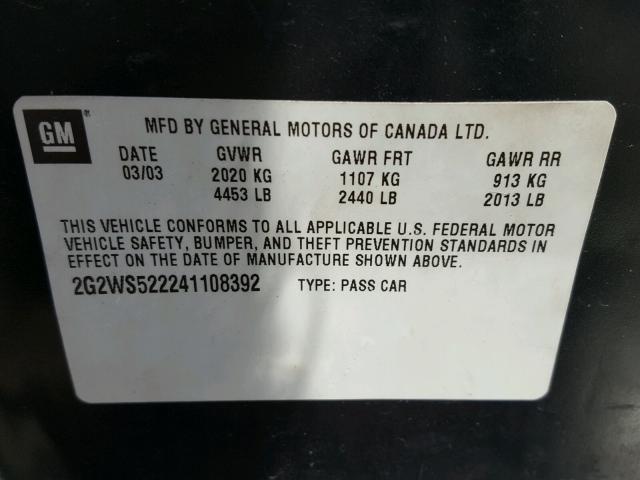 GM ®
MFD BY GENERAL MOTORS OF CANADA LTD.
DATE GVWR GAWR FRT GAWR RR
03/03 2020 KG 1107 KG 913 KG
4453 LB 2440 LB 2013 LB
THIS VEHICLE CONFORMS TO ALL APPLICABLE U.S. FEDERAL MOTOR
VEHICLE SAFETY, BUMPER, AND THEFT PREVENTION STANDARDS IN
EFFECT ON THE DATE OF MANUFACTURE SHOWN ABOVE.
2G2WS522241108392 TYPE: PASS CAR